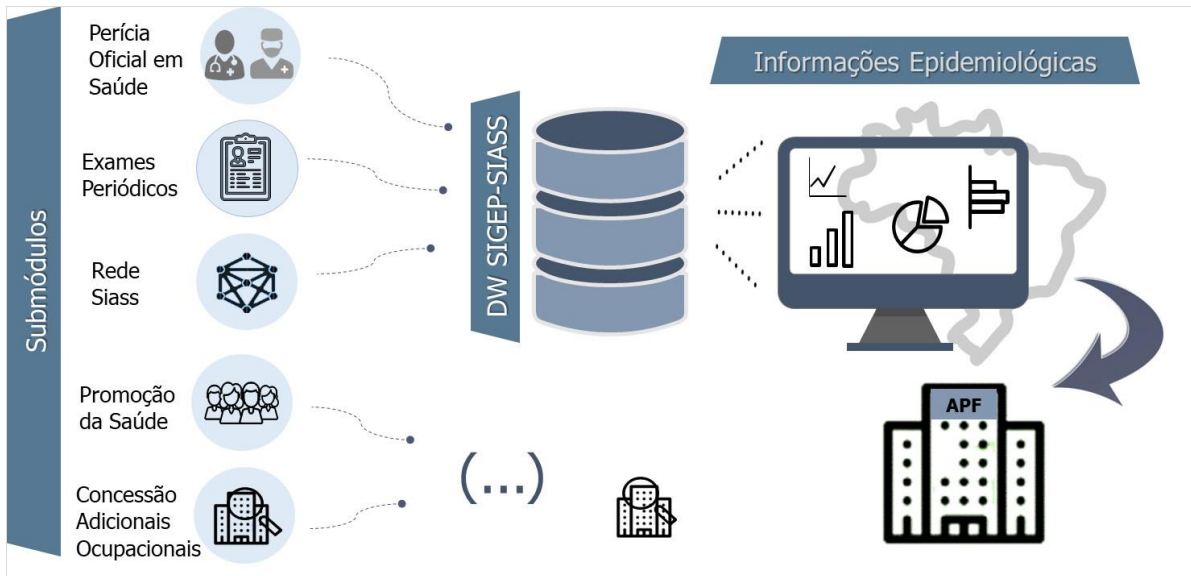 Submódulos
Perícia
Oficial em
Saúde
Exames
Periódicos
Rede
Siass
Promoção
da Saúde
Concessão
Adicionais
Ocupacionais
DW SIGEP-SIASS
(...)
Informações Epidemiológicas
APF